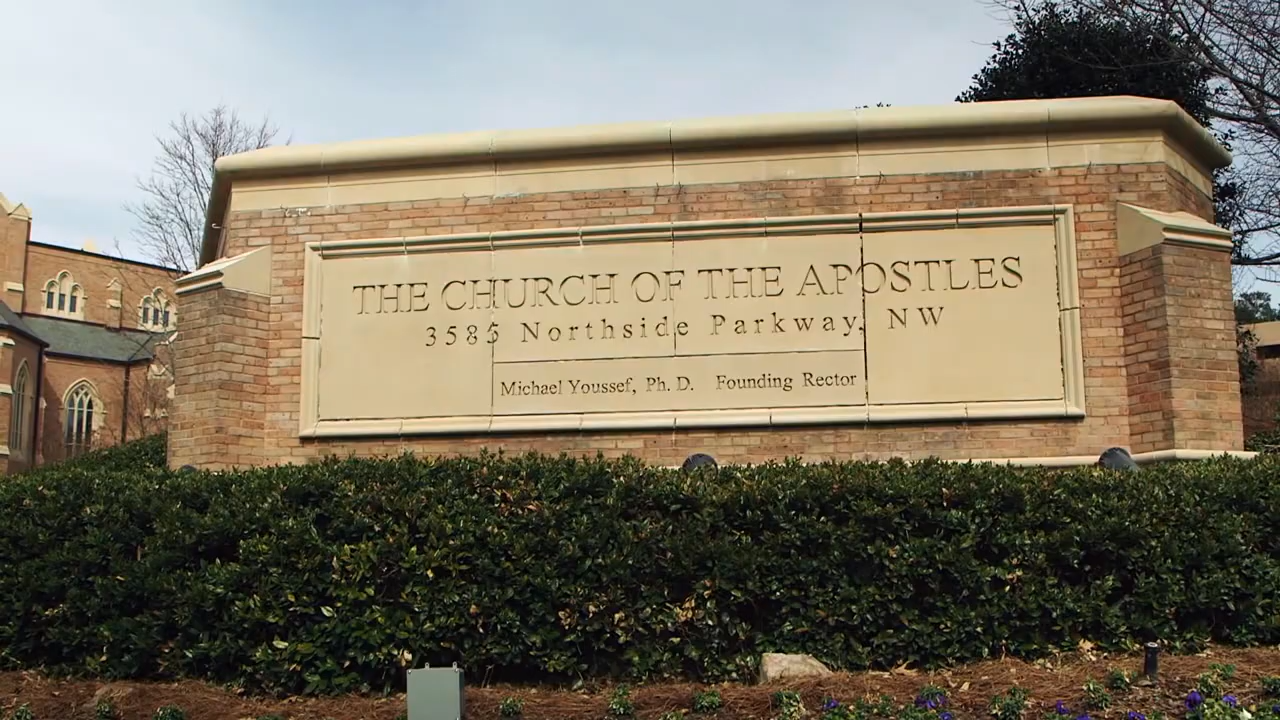 THE CHURCH OF THE APOSTLES
3585 Northside Parkway, NW
Michael Youssef, Ph. D. Founding Rector